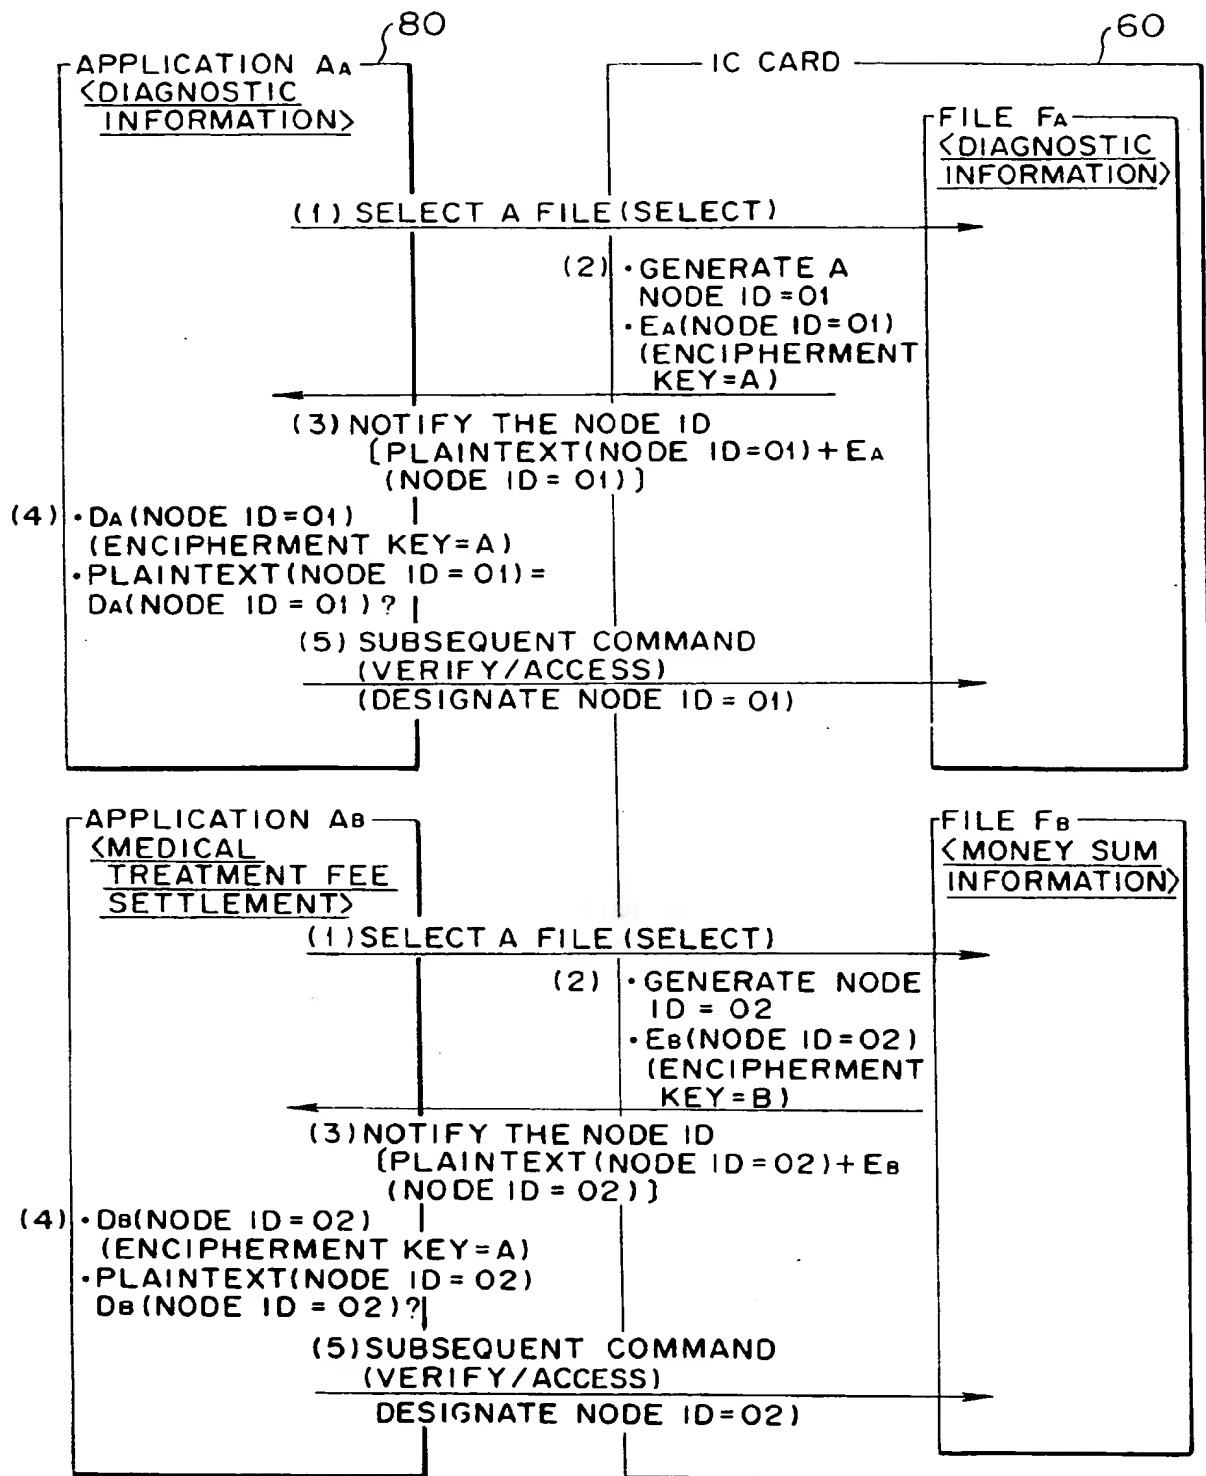 80
60
APPLICATION AA
<DIAGNOSTIC
INFORMATION>
IC CARD
FILE FA
<DIAGNOSTIC
INFORMATION>
(1) SELECT A FILE (SELECT)
(2) ·GENERATE A
NODE ID=01
·EA(NODE ID=01)
(ENCIPHERMENT
KEY=A)
(3) NOTIFY THE NODE ID
[PLAINTEXT(NODE ID=01)+EA
(NODE ID=01)]
(4) ·DA(NODE ID=01)
(ENCIPHERMENT KEY=A)
·PLAINTEXT(NODE ID=01)=
DA(NODE ID=01)?
(5) SUBSEQUENT COMMAND
(VERIFY/ACCESS)
(DESIGNATE NODE ID=01)
APPLICATION AB
<MEDICAL
TREATMENT FEE
SETTLEMENT>
FILE FB
<MONEY SUM
INFORMATION>
(1) SELECT A FILE (SELECT)
(2) ·GENERATE NODE
ID=02
·EB(NODE ID=02)
(ENCIPHERMENT
KEY=B)
(3) NOTIFY THE NODE ID
[PLAINTEXT(NODE ID=02)+EB
(NODE ID=02)]
(4) ·DB(NODE ID=02)
(ENCIPHERMENT KEY=A)
·PLAINTEXT(NODE ID=02)
DB(NODE ID=02)?
(5) SUBSEQUENT COMMAND
(VERIFY/ACCESS)
DESIGNATE NODE ID=02)